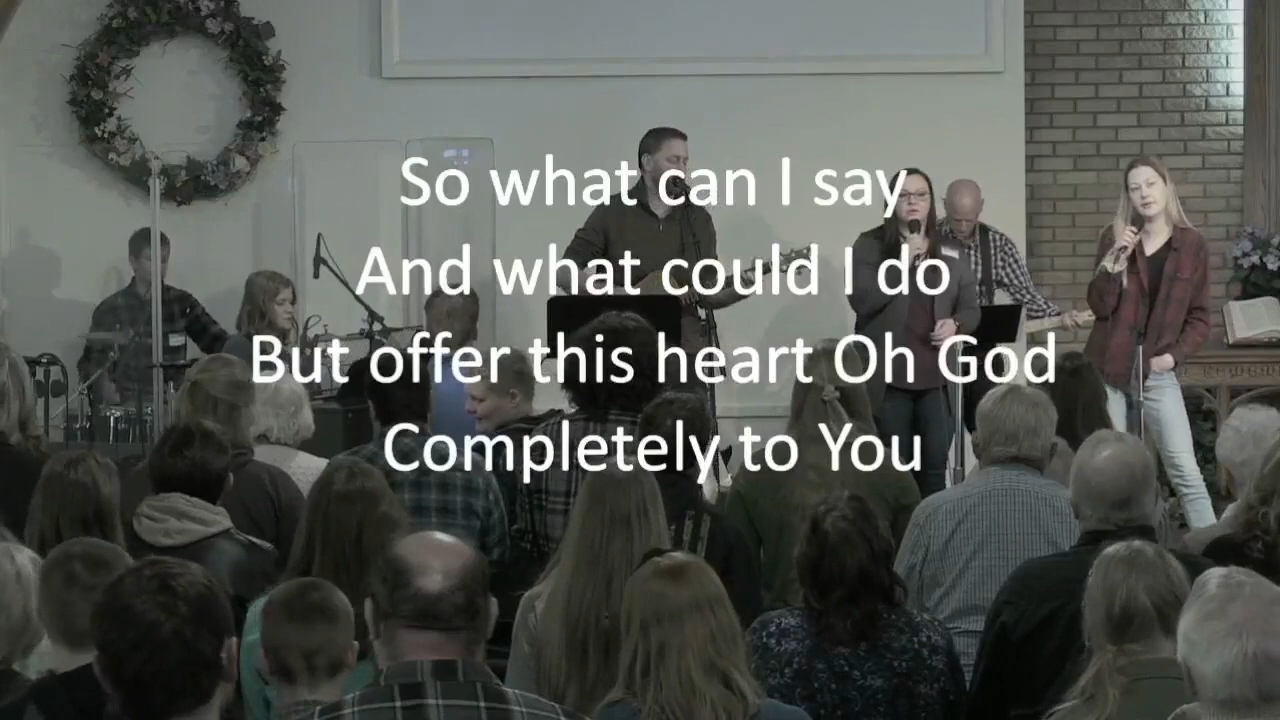 So what can I say
And what could I do
But offer this heart Oh God
Completely to You